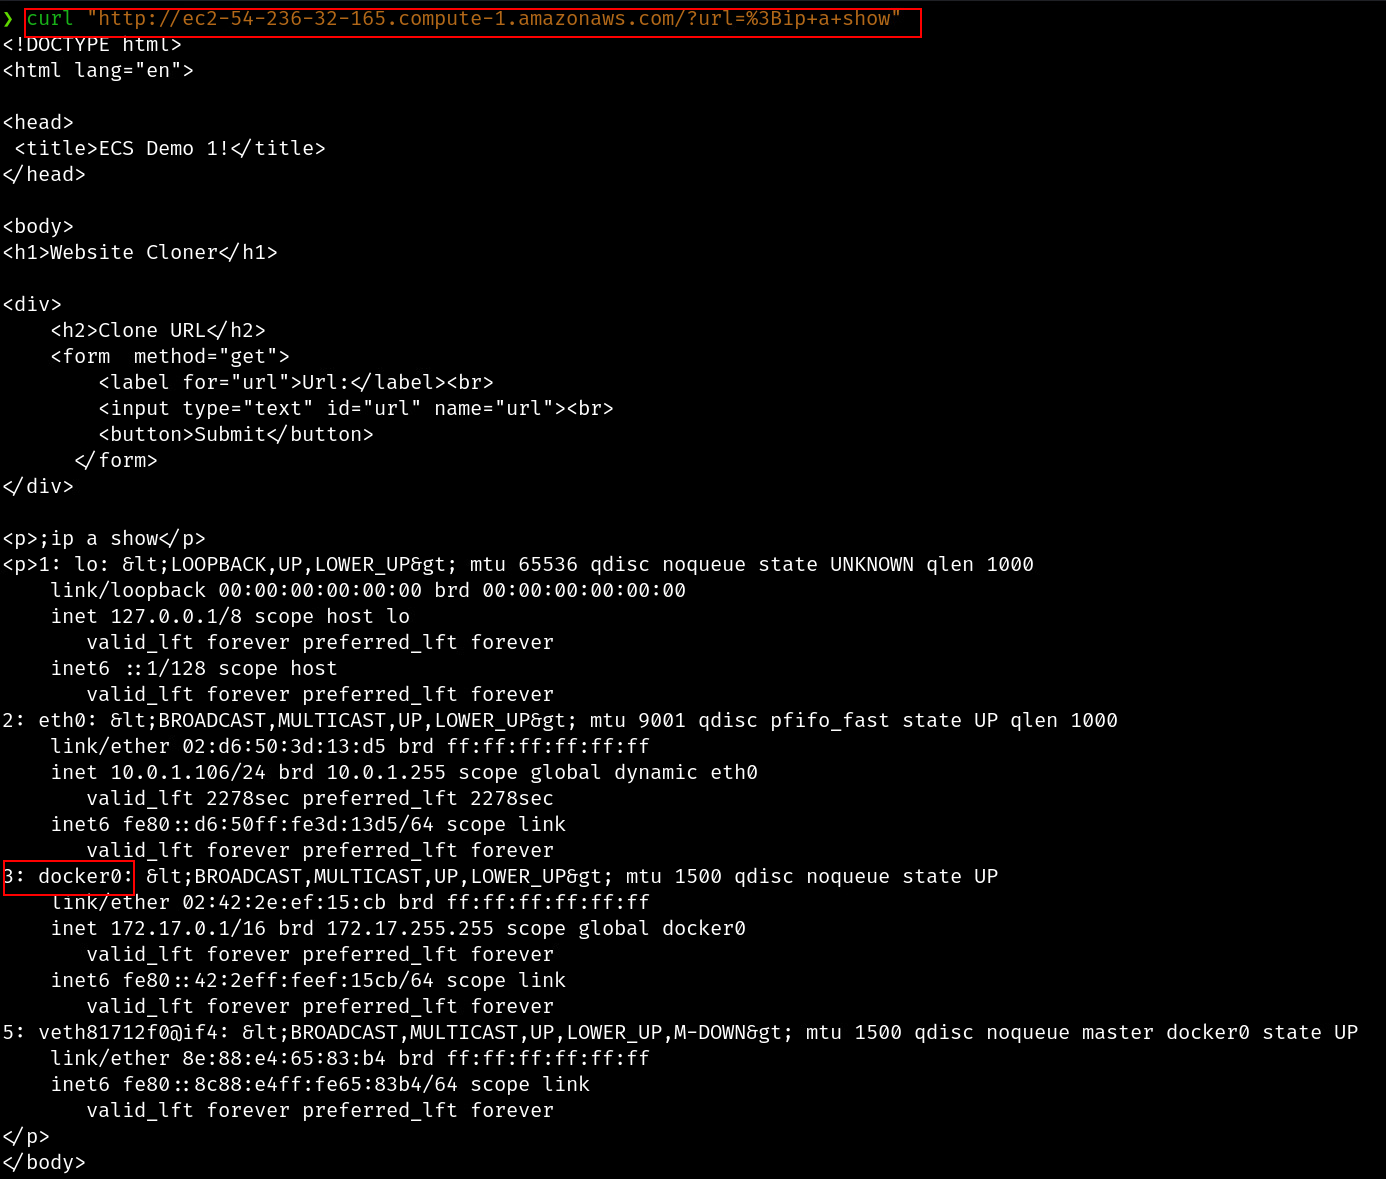 ❯ curl "http://ec2-54-236-32-165.compute-1.amazonaws.com/?url=%3Bip+a+show"
<!DOCTYPE html>
<html lang="en">
<head>
<title>ECS Demo 1!</title>
</head>
<body>
<h1>Website Cloner</h1>
<div>
<h2>Clone URL</h2>
<form  method="get">
<label for="url">Url:</label><br>
<input type="text" id="url" name="url"><br>
<button>Submit</button>
</form>
</div>
<p>;ip a show</p>
<p>1: lo: &lt;LOOPBACK,UP,LOWER_UP&gt; mtu 65536 qdisc noqueue state UNKNOWN qlen 1000
link/loopback 00:00:00:00:00:00 brd 00:00:00:00:00:00
inet 127.0.0.1/8 scope host lo
valid_lft forever preferred_lft forever
inet6 ::1/128 scope host
valid_lft forever preferred_lft forever
2: eth0: &lt;BROADCAST,MULTICAST,UP,LOWER_UP&gt; mtu 9001 qdisc pfifo_fast state UP qlen 1000
link/ether 02:d6:50:3d:13:d5 brd ff:ff:ff:ff:ff:ff
inet 10.0.1.106/24 brd 10.0.1.255 scope global dynamic eth0
valid_lft 2278sec preferred_lft 2278sec
inet6 fe80::d6:50ff:fe3d:13d5/64 scope link
valid_lft forever preferred_lft forever
3: docker0: &lt;BROADCAST,MULTICAST,UP,LOWER_UP&gt; mtu 1500 qdisc noqueue state UP
link/ether 02:42:2e:ef:15:cb brd ff:ff:ff:ff:ff:ff
inet 172.17.0.1/16 brd 172.17.255.255 scope global docker0
valid_lft forever preferred_lft forever
inet6 fe80::42:2eff:feef:15cb/64 scope link
valid_lft forever preferred_lft forever
5: veth81712f0@if4: &lt;BROADCAST,MULTICAST,UP,LOWER_UP,M-DOWN&gt; mtu 1500 qdisc noqueue master docker0 state UP
link/ether 8e:88:e4:65:83:b4 brd ff:ff:ff:ff:ff:ff
inet6 fe80::8c88:e4ff:fe65:83b4/64 scope link
valid_lft forever preferred_lft forever
</p>
</body>